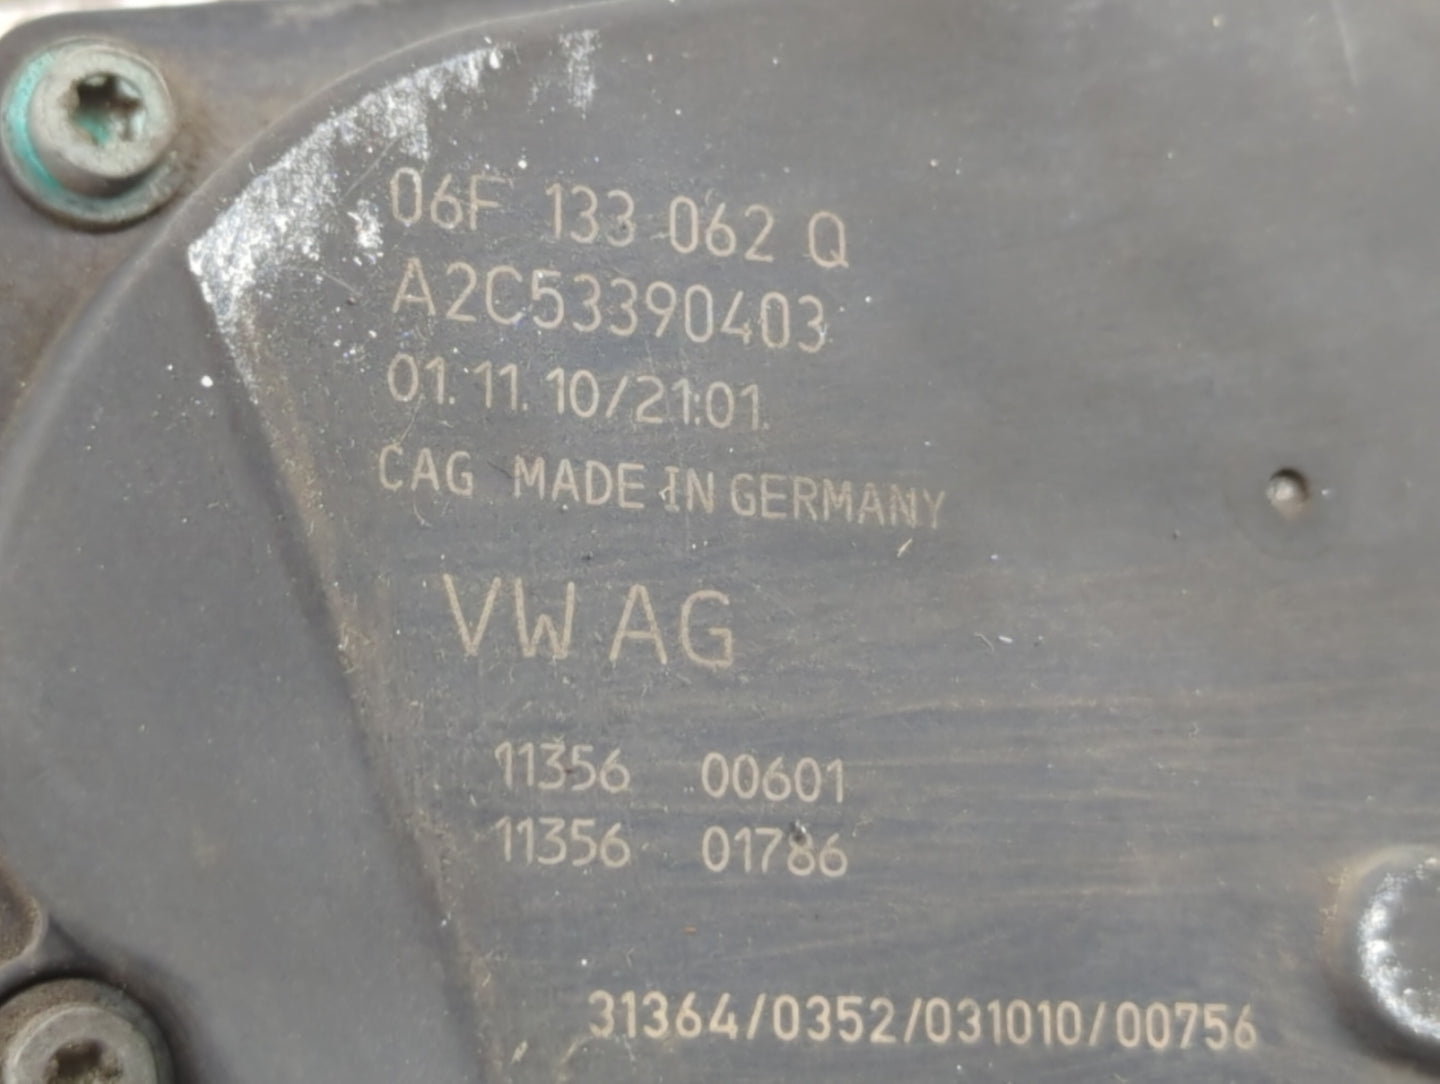 06F 133 062 Q
A2C53390403
01.11.10/21:01.
CAG MADE IN GERMANY
VW AG
11356 00601
11356 01786
31364/0352/031010/00756